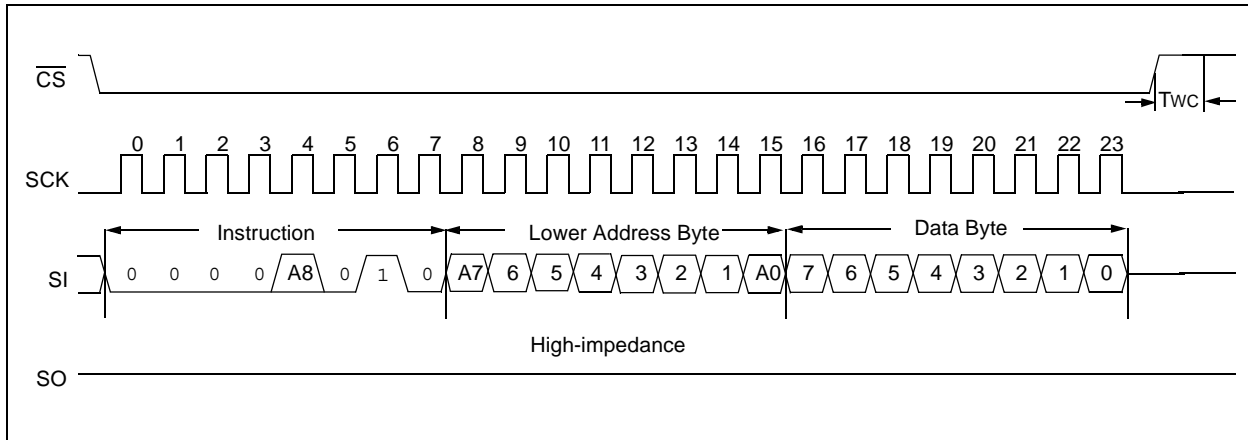 CS
TWC
0 1 2 3 4 5 6 7 8 9 10 11 12 13 14 15 16 17 18 19 20 21 22 23
SCK
Instruction Lower Address Byte Data Byte
SI 0 0 0 0 A8 0 1 0 A7 6 5 4 3 2 1 A0 7 6 5 4 3 2 1 0
High-impedance
SO